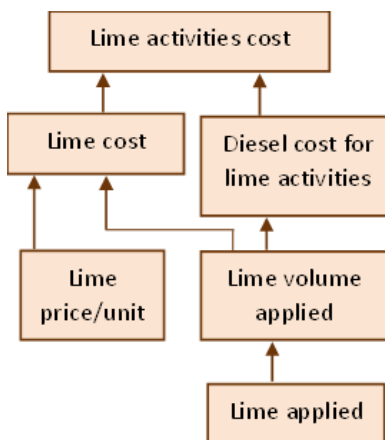 Lime activities cost
Lime cost
Diesel cost for
lime activities
Lime
price/unit
Lime volume
applied
Lime applied